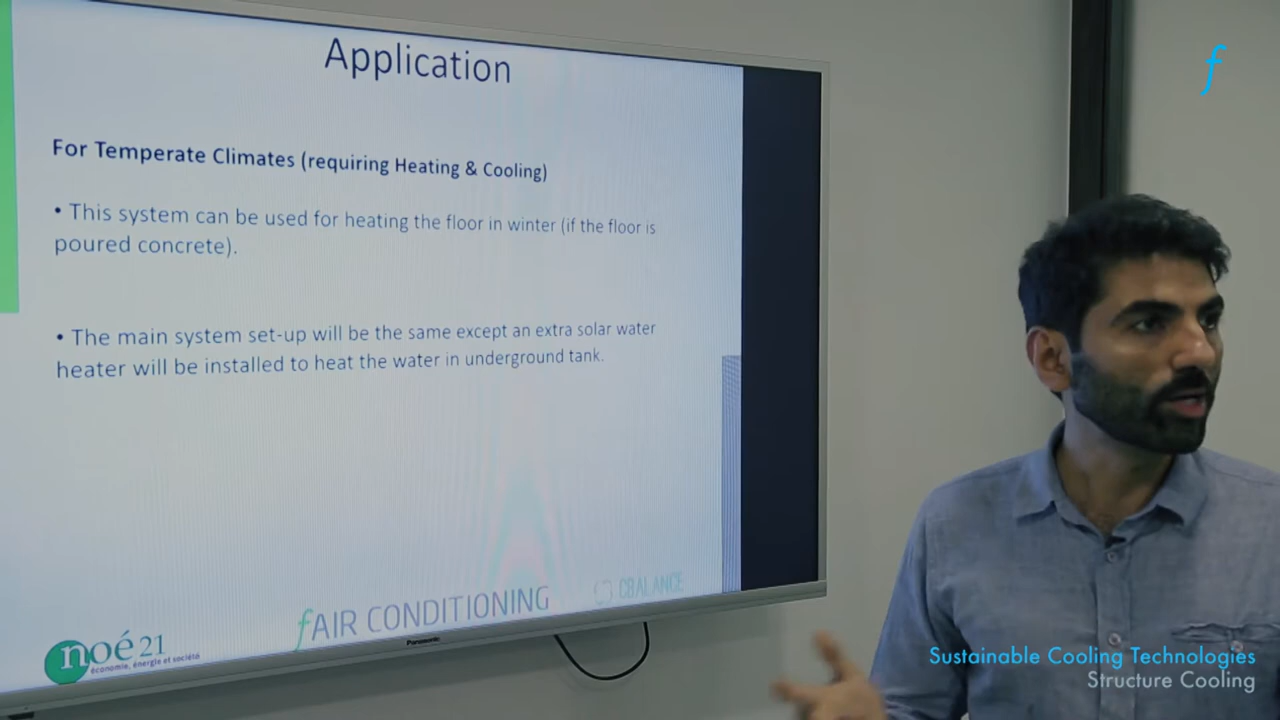 Application
For Temperate Climates (requiring Heating & Cooling)
• This system can be used for heating the floor in winter (if the floor is
poured concrete).
• The main system set-up will be the same except an extra solar water
heater will be installed to heat the water in underground tank.
fAIR CONDITIONING
CBALANCE
noé21
économie, énergie et société
Panasonic
f
Sustainable Cooling Technologies
Structure Cooling